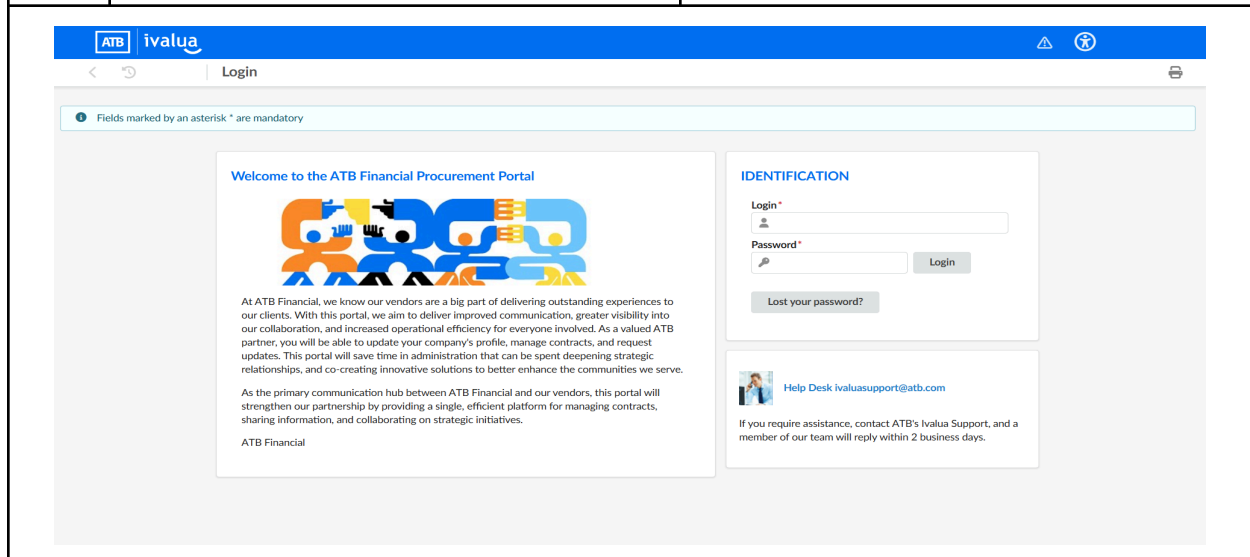 ATB ivalua
Login
Fields marked by an asterisk * are mandatory
Welcome to the ATB Financial Procurement Portal
At ATB Financial, we know our vendors are a big part of delivering outstanding experiences to
our clients. With this portal, we aim to deliver improved communication, greater visibility into
our collaboration, and increased operational efficiency for everyone involved. As a valued ATB
partner, you will be able to update your company's profile, manage contracts, and request
updates. This portal will save time in administration that can be spent deepening strategic
relationships, and co-creating innovative solutions to better enhance the communities we serve.
As the primary communication hub between ATB Financial and our vendors, this portal will
strengthen our partnership by providing a single, efficient platform for managing contracts,
sharing information, and collaborating on strategic initiatives.
ATB Financial
IDENTIFICATION
Login*
Password*
Login
Lost your password?
Help Desk ivaluasupport@atb.com
If you require assistance, contact ATB's Ivalua Support, and a
member of our team will reply within 2 business days.